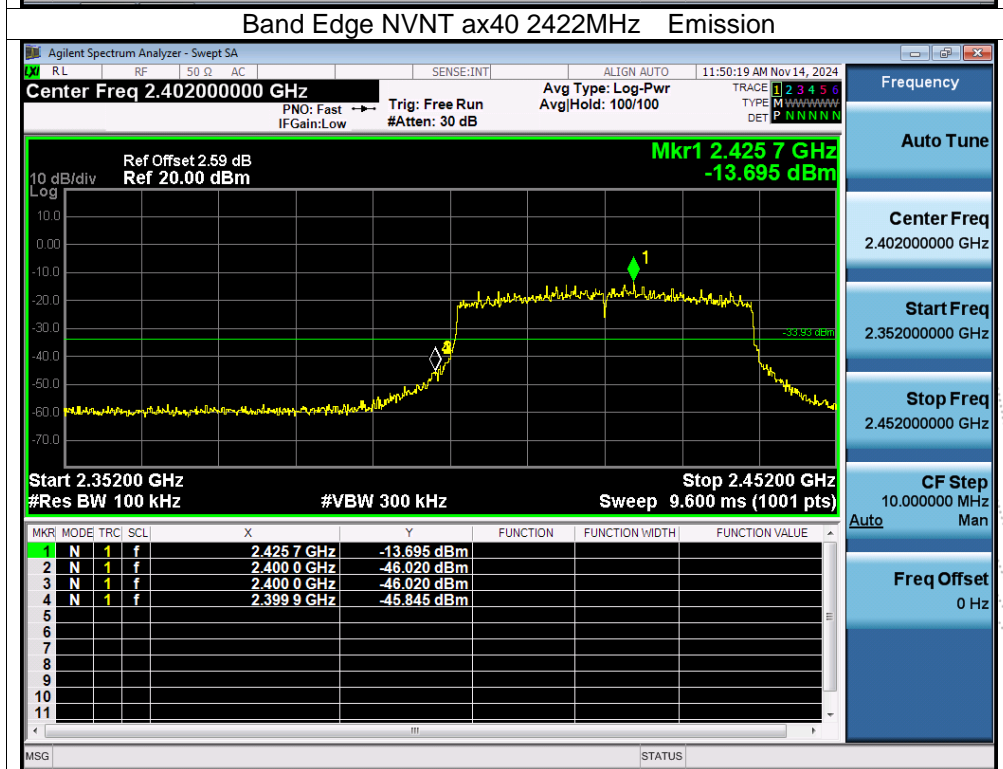 Band Edge NVNT ax40 2422MHz Emission
Agilent Spectrum Analyzer - Swept SA
LXI RL RF 50 Ω AC SENSE:INT ALIGN AUTO 11:50:19 AM Nov 14, 2024
Center Freq 2.402000000 GHz
PNO: Fast
IFGain:Low
Trig: Free Run
#Atten: 30 dB
Avg Type: Log-Pwr
Avg|Hold: 100/100
TRACE 1 2 3 4 5 6
TYPE M WWWWW
DET P N N N N N
Mkr1 2.425 7 GHz
-13.695 dBm
Ref Offset 2.59 dB
10 dB/div Ref 20.00 dBm
Log
10.0
0.00
-10.0
-20.0
-30.0
-40.0
-50.0
-60.0
-70.0
1
-33.93 dBm
Start 2.35200 GHz Stop 2.45200 GHz
#Res BW 100 kHz #VBW 300 kHz Sweep 9.600 ms (1001 pts)
MKR MODE TRC SCL X Y FUNCTION FUNCTION WIDTH FUNCTION VALUE
1 N 1 f 2.425 7 GHz -13.695 dBm
2 N 1 f 2.400 0 GHz -46.020 dBm
3 N 1 f 2.400 0 GHz -46.020 dBm
4 N 1 f 2.399 9 GHz -45.845 dBm
5
6
7
8
9
10
11
MSG STATUS
Frequency
Auto Tune
Center Freq
2.402000000 GHz
Start Freq
2.352000000 GHz
Stop Freq
2.452000000 GHz
CF Step
10.000000 MHz
Auto Man
Freq Offset
0 Hz